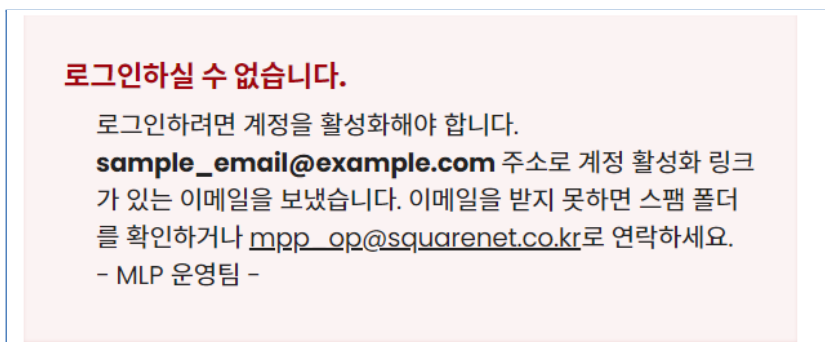 로그인하실 수 없습니다.
로그인하려면 계정을 활성화해야 합니다.
sample_email@example.com 주소로 계정 활성화 링크
가 있는 이메일을 보냈습니다. 이메일을 받지 못하면 스팸 폴더
를 확인하거나 mpp_op@squarenet.co.kr로 연락하세요.
- MLP 운영팀 -